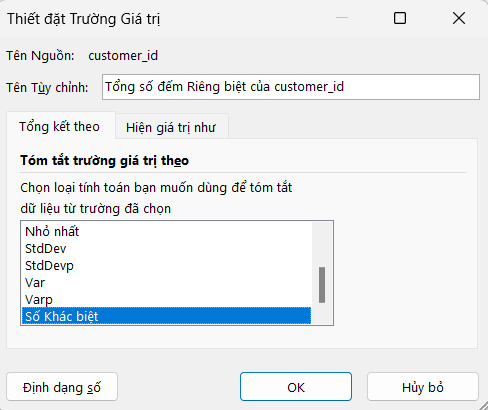 Thiết đặt Trường Giá trị
Tên Nguồn: customer_id
Tên Tùy chỉnh: Tổng số đếm Riêng biệt của customer_id
Tổng kết theo Hiện giá trị như
Tóm tắt trường giá trị theo
Chọn loại tính toán bạn muốn dùng để tóm tắt
dữ liệu từ trường đã chọn
Nhỏ nhất
StdDev
StdDevp
Var
Varp
Số Khác biệt
Định dạng số OK Hủy bỏ